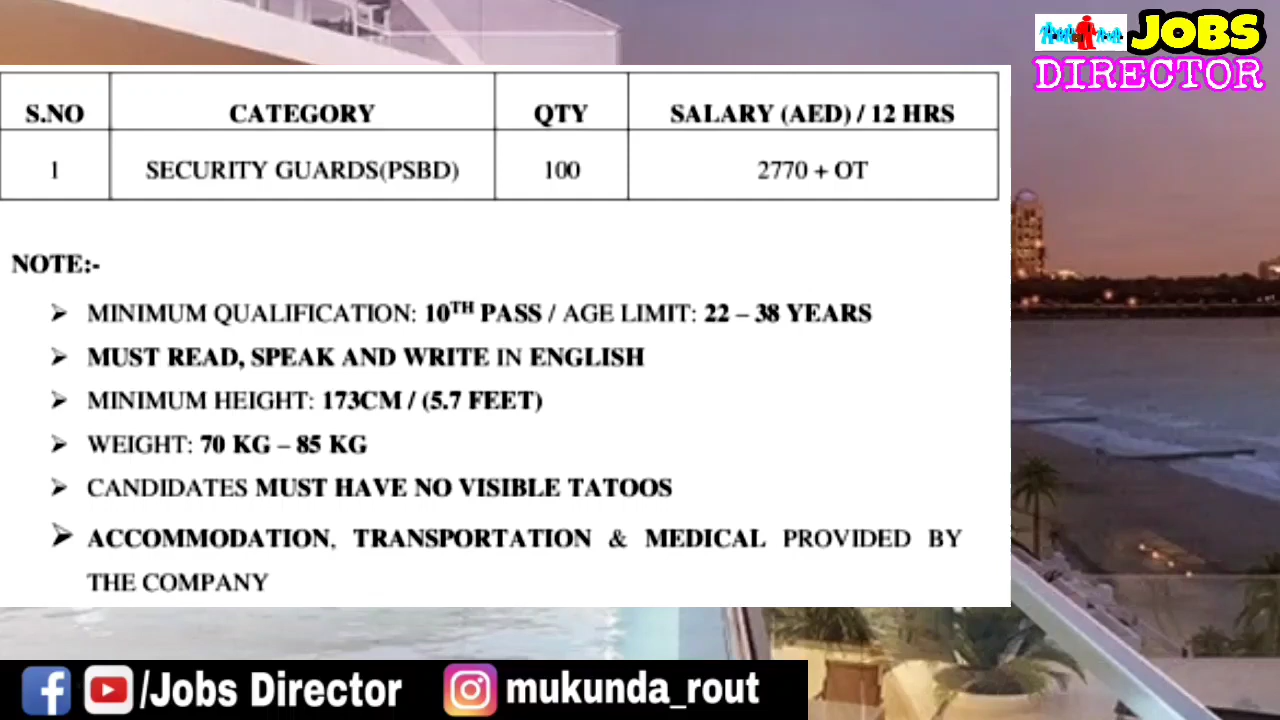 JOBS
DIRECTOR
S.NO CATEGORY QTY SALARY (AED) / 12 HRS
1 SECURITY GUARDS(PSBD) 100 2770 + OT
NOTE:-
➢ MINIMUM QUALIFICATION: 10TH PASS / AGE LIMIT: 22 – 38 YEARS
➢ MUST READ, SPEAK AND WRITE IN ENGLISH
➢ MINIMUM HEIGHT: 173CM / (5.7 FEET)
➢ WEIGHT: 70 KG – 85 KG
➢ CANDIDATES MUST HAVE NO VISIBLE TATOOS
➢ ACCOMMODATION, TRANSPORTATION & MEDICAL PROVIDED BY
THE COMPANY
/Jobs Director mukunda_rout